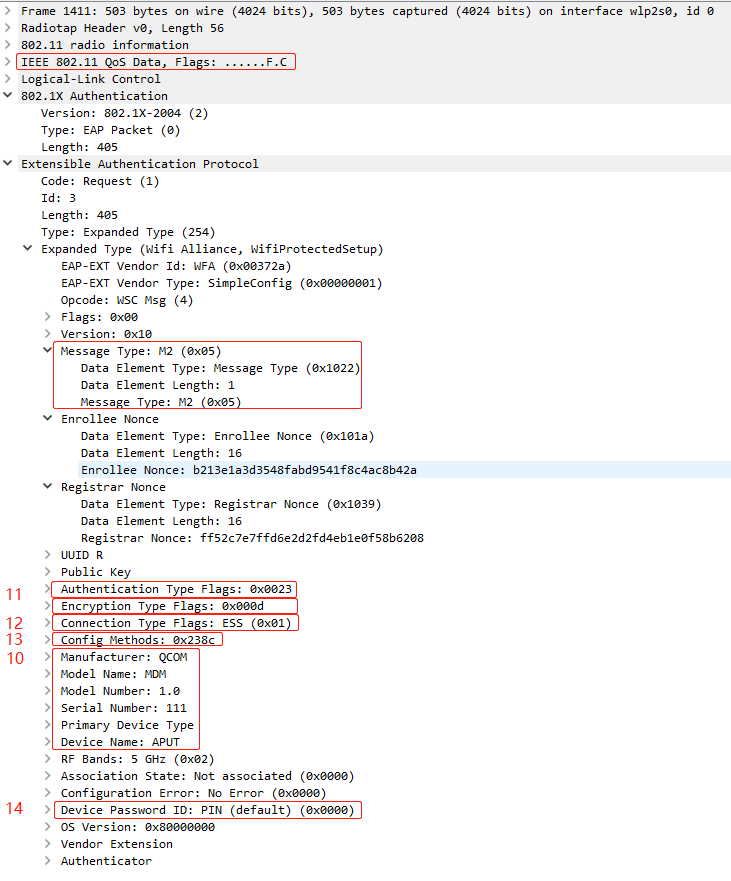 Frame 1411: 503 bytes on wire (4024 bits), 503 bytes captured (4024 bits) on interface wlp2s0, id 0
Radiotap Header v0, Length 56
802.11 radio information
IEEE 802.11 QoS Data, Flags: ......F.C
Logical-Link Control
802.1X Authentication
Version: 802.1X-2004 (2)
Type: EAP Packet (0)
Length: 405
Extensible Authentication Protocol
Code: Request (1)
Id: 3
Length: 405
Type: Expanded Type (254)
Expanded Type (Wifi Alliance, WifiProtectedSetup)
EAP-EXT Vendor Id: WFA (0x00372a)
EAP-EXT Vendor Type: SimpleConfig (0x00000001)
Opcode: WSC Msg (4)
Flags: 0x00
Version: 0x10
Message Type: M2 (0x05)
Data Element Type: Message Type (0x1022)
Data Element Length: 1
Message Type: M2 (0x05)
Enrollee Nonce
Data Element Type: Enrollee Nonce (0x101a)
Data Element Length: 16
Enrollee Nonce: b213e1a3d3548fabd9541f8c4ac8b42a
Registrar Nonce
Data Element Type: Registrar Nonce (0x1039)
Data Element Length: 16
Registrar Nonce: ff52c7e7ffd6e2d2fd4eb1e0f58b6208
UUID R
Public Key
11 Authentication Type Flags: 0x0023
Encryption Type Flags: 0x000d
12 Connection Type Flags: ESS (0x01)
13 Config Methods: 0x238c
10 Manufacturer: QCOM
Model Name: MDM
Model Number: 1.0
Serial Number: 111
Primary Device Type
Device Name: APUT
RF Bands: 5 GHz (0x02)
Association State: Not associated (0x0000)
Configuration Error: No Error (0x0000)
14 Device Password ID: PIN (default) (0x0000)
OS Version: 0x80000000
Vendor Extension
Authenticator